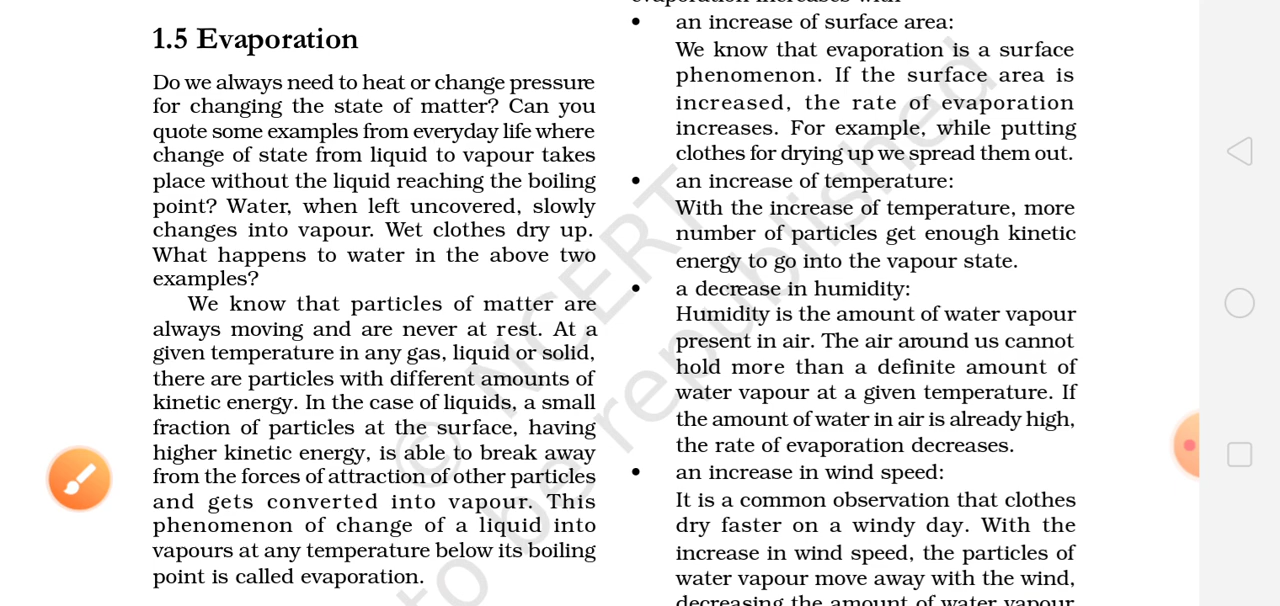 1.5 Evaporation
Do we always need to heat or change pressure
for changing the state of matter? Can you
quote some examples from everyday life where
change of state from liquid to vapour takes
place without the liquid reaching the boiling
point? Water, when left uncovered, slowly
changes into vapour. Wet clothes dry up.
What happens to water in the above two
examples?
We know that particles of matter are
always moving and are never at rest. At a
given temperature in any gas, liquid or solid,
there are particles with different amounts of
kinetic energy. In the case of liquids, a small
fraction of particles at the surface, having
higher kinetic energy, is able to break away
from the forces of attraction of other particles
and gets converted into vapour. This
phenomenon of change of a liquid into
vapours at any temperature below its boiling
point is called evaporation.
evaporation increases with
• an increase of surface area:
We know that evaporation is a surface
phenomenon. If the surface area is
increased, the rate of evaporation
increases. For example, while putting
clothes for drying up we spread them out.
• an increase of temperature:
With the increase of temperature, more
number of particles get enough kinetic
energy to go into the vapour state.
• a decrease in humidity:
Humidity is the amount of water vapour
present in air. The air around us cannot
hold more than a definite amount of
water vapour at a given temperature. If
the amount of water in air is already high,
the rate of evaporation decreases.
• an increase in wind speed:
It is a common observation that clothes
dry faster on a windy day. With the
increase in wind speed, the particles of
water vapour move away with the wind,
decreasing the amount of water vapour
© NCERT
to be republished